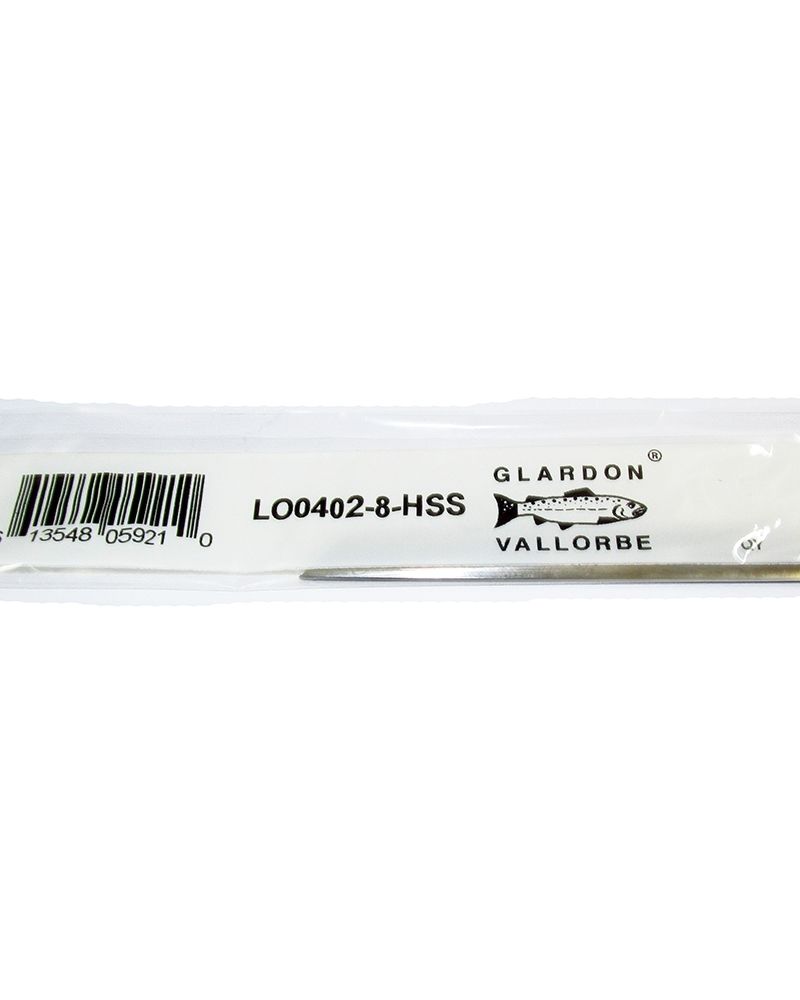 13548 05921 0
LO0402-8-HSS
GLARDON®
VALLORBE